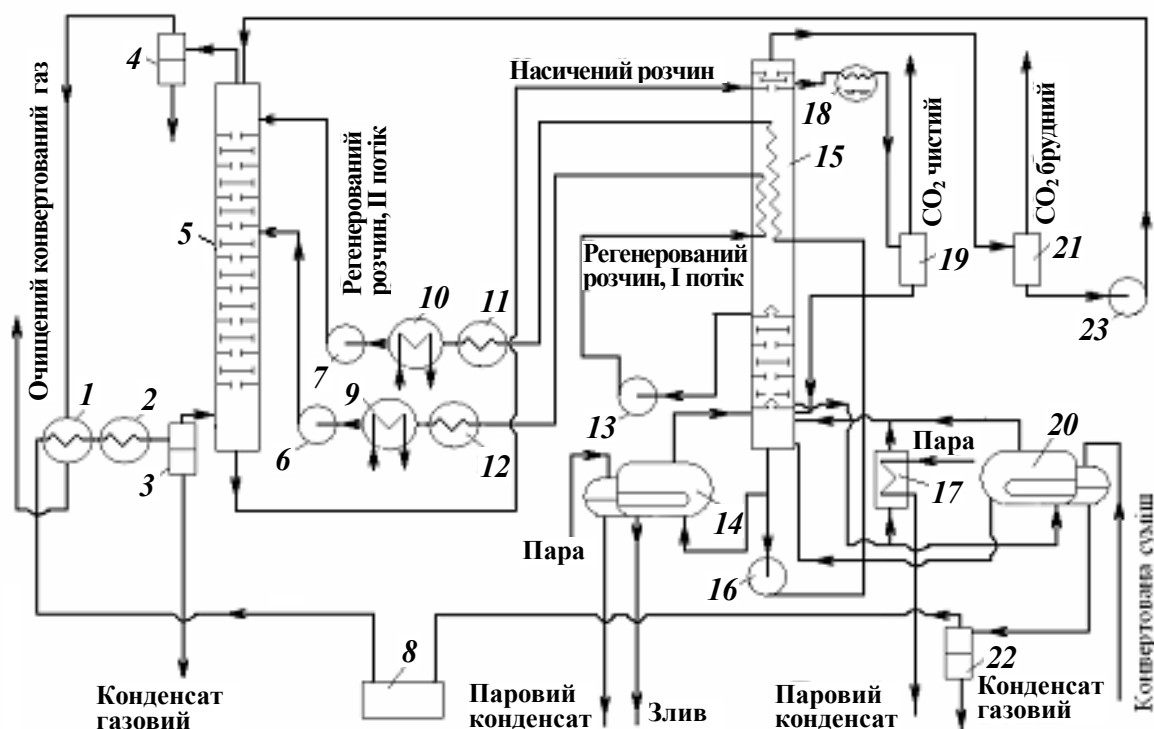 4
Насичений розчин
18
15
Очищений конвертований газ
Регенерований
розчин, II потік
5
CO₂ чистий
CO₂ брудний
19
21
23
Регенерований
розчин, I потік
10
11
7
1
2
9
6
12
13
3
20
Пара
17
14
Пара
16
Конвертована суміш
8
22
Конденсат
газовий
Паровий
конденсат
Злив
Паровий
конденсат
Конденсат
газовий